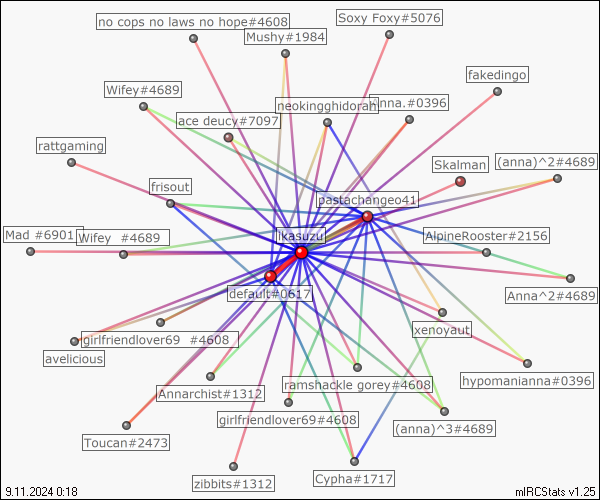 no cops no laws no hope#4608
Soxy Foxy#5076
Mushy#1984
fakedingo
Wifey#4689
neokingghidorah
nna.#0396
ace deucy#7097
rattgaming
(anna)^2#4689
Skalman
frisout
pastachangeo41
ikasuzu
Mad #6901
Wifey_#4689
AlpineRooster#2156
default#0617
Anna^2#4689
xenoyaut
girlfriendlover69 #4608
avelicious
hypomanianna#0396
ramshackle gorey#4608
Annarchist#1312
girlfriendlover69#4608
(anna)^3#4689
Toucan#2473
Cypha#1717
zibbits#1312
9.11.2024 0:18
mIRCStats v1.25